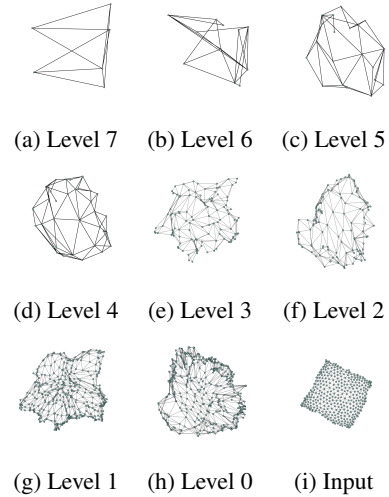 (a) Level 7 (b) Level 6 (c) Level 5
(d) Level 4 (e) Level 3 (f) Level 2
(g) Level 1 (h) Level 0 (i) Input